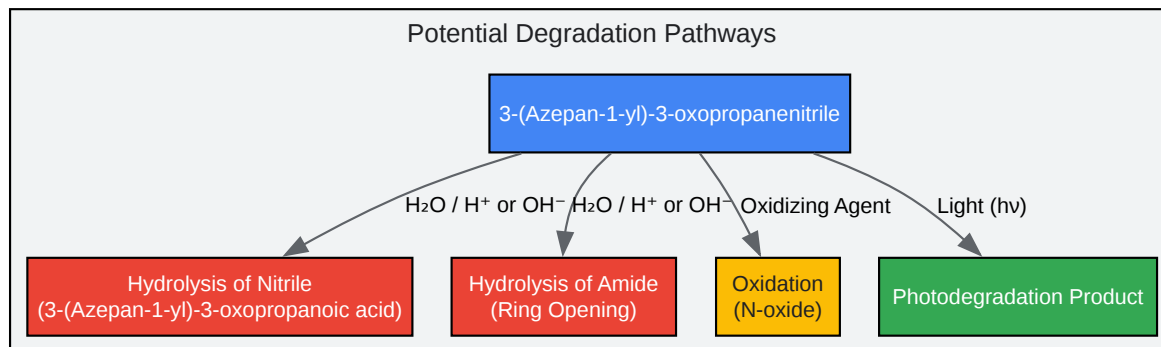 Potential Degradation Pathways
3-(Azepan-1-yl)-3-oxopropanenitrile
H₂O / H⁺ or OH⁻
H₂O / H⁺ or OH⁻
Oxidizing Agent
Light (hν)
Hydrolysis of Nitrile
(3-(Azepan-1-yl)-3-oxopropanoic acid)
Hydrolysis of Amide
(Ring Opening)
Oxidation
(N-oxide)
Photodegradation Product